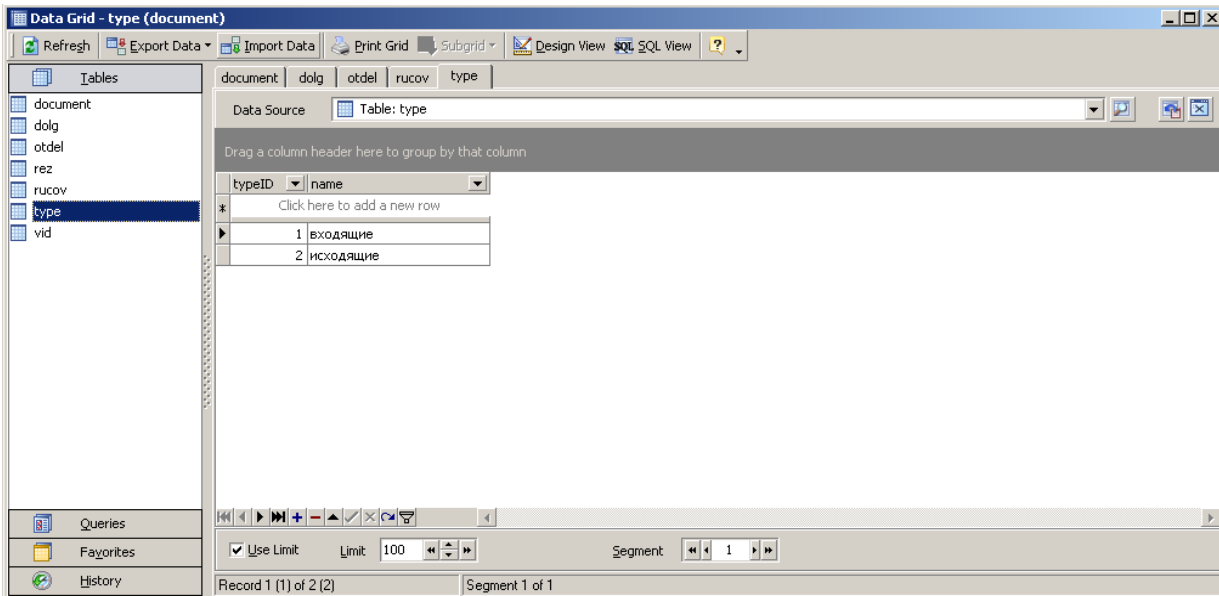 Data Grid - type (document)
Refresh Export Data Import Data Print Grid Subgrid Design View SQL SQL View ?
Tables
document
dolg
otdel
rez
rucov
type
vid
Queries
Favorites
History
document dolg otdel rucov type
Data Source Table: type
Drag a column header here to group by that column
typeID name
* Click here to add a new row
1 входящие
2 исходящие
Use Limit Limit 100 Segment 1
Record 1 (1) of 2 (2) Segment 1 of 1